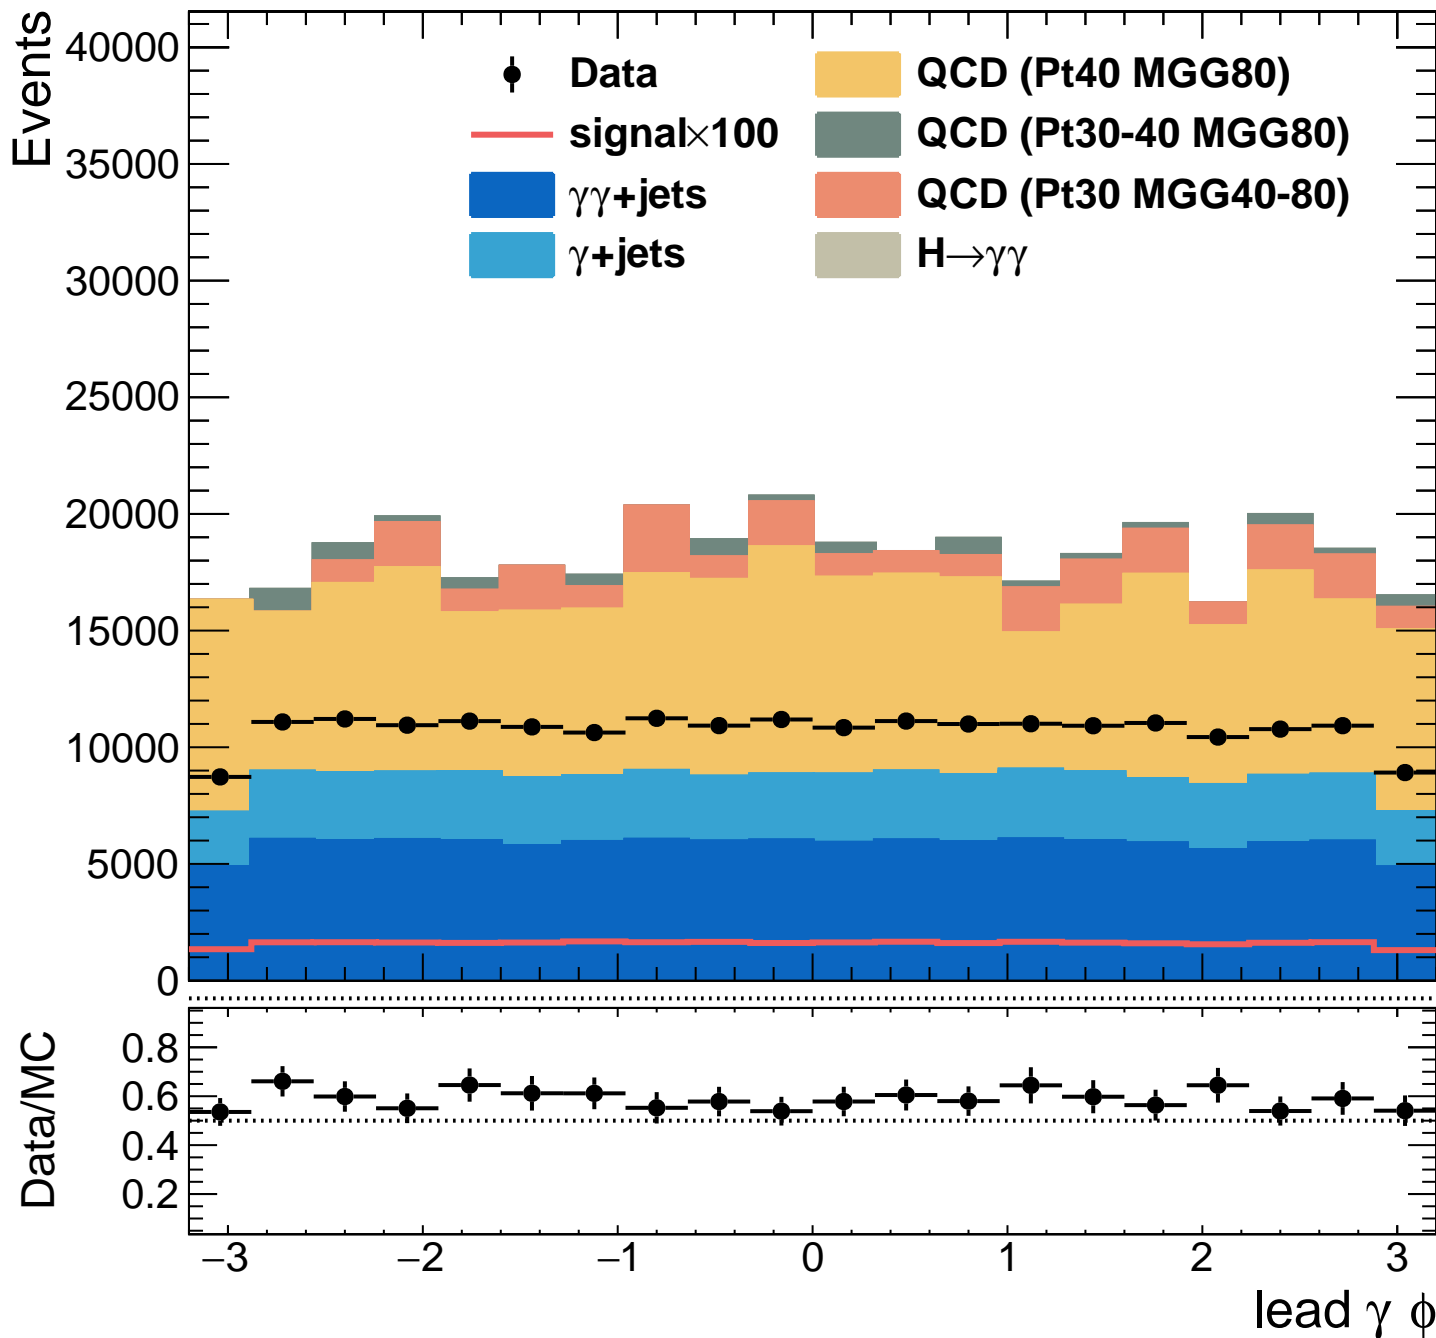 Events
40000
35000
30000
25000
20000
15000
10000
5000
0
Data
signal×100
γγ+jets
γ+jets
QCD (Pt40 MGG80)
QCD (Pt30-40 MGG80)
QCD (Pt30 MGG40-80)
H→γγ
Data/MC
0.8
0.6
0.4
0.2
−3 −2 −1 0 1 2 3
lead γ ϕ